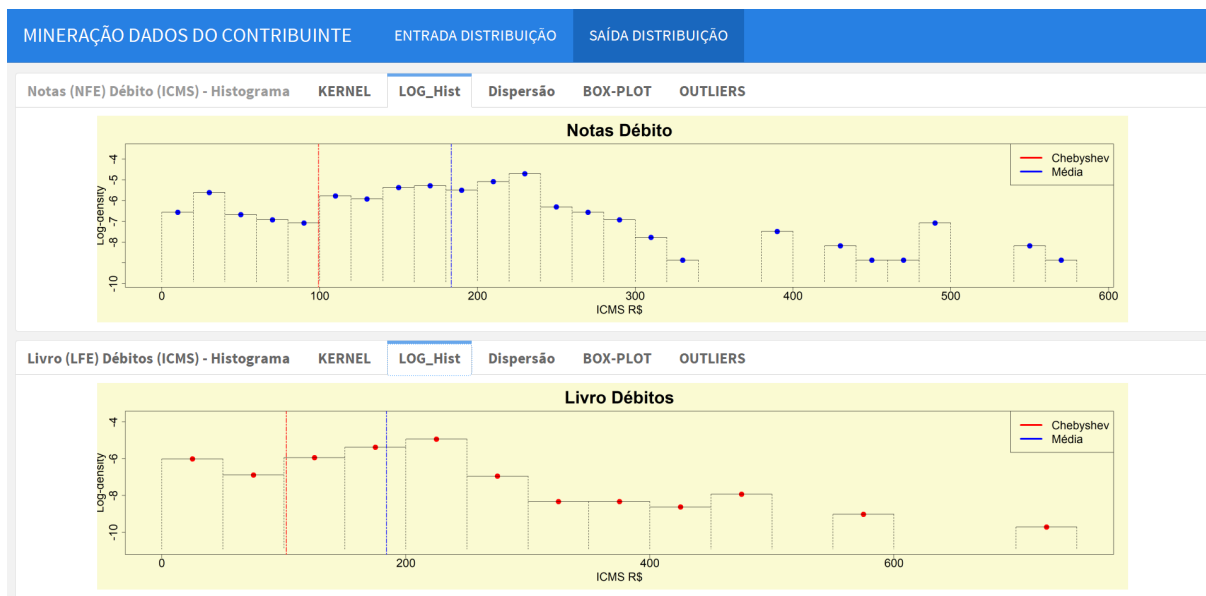 MINERAÇÃO DADOS DO CONTRIBUINTE ENTRADA DISTRIBUIÇÃO SAÍDA DISTRIBUIÇÃO
Notas (NFE) Débito (ICMS) - Histograma KERNEL LOG_Hist Dispersão BOX-PLOT OUTLIERS
Notas Débito
Chebyshev
Média
Log-density
-4
-5
-6
-7
-8
-10
0 100 200 300 400 500 600
ICMS R$
Livro (LFE) Débitos (ICMS) - Histograma KERNEL LOG_Hist Dispersão BOX-PLOT OUTLIERS
Livro Débitos
Chebyshev
Média
Log-density
-4
-6
-8
-10
0 200 400 600
ICMS R$